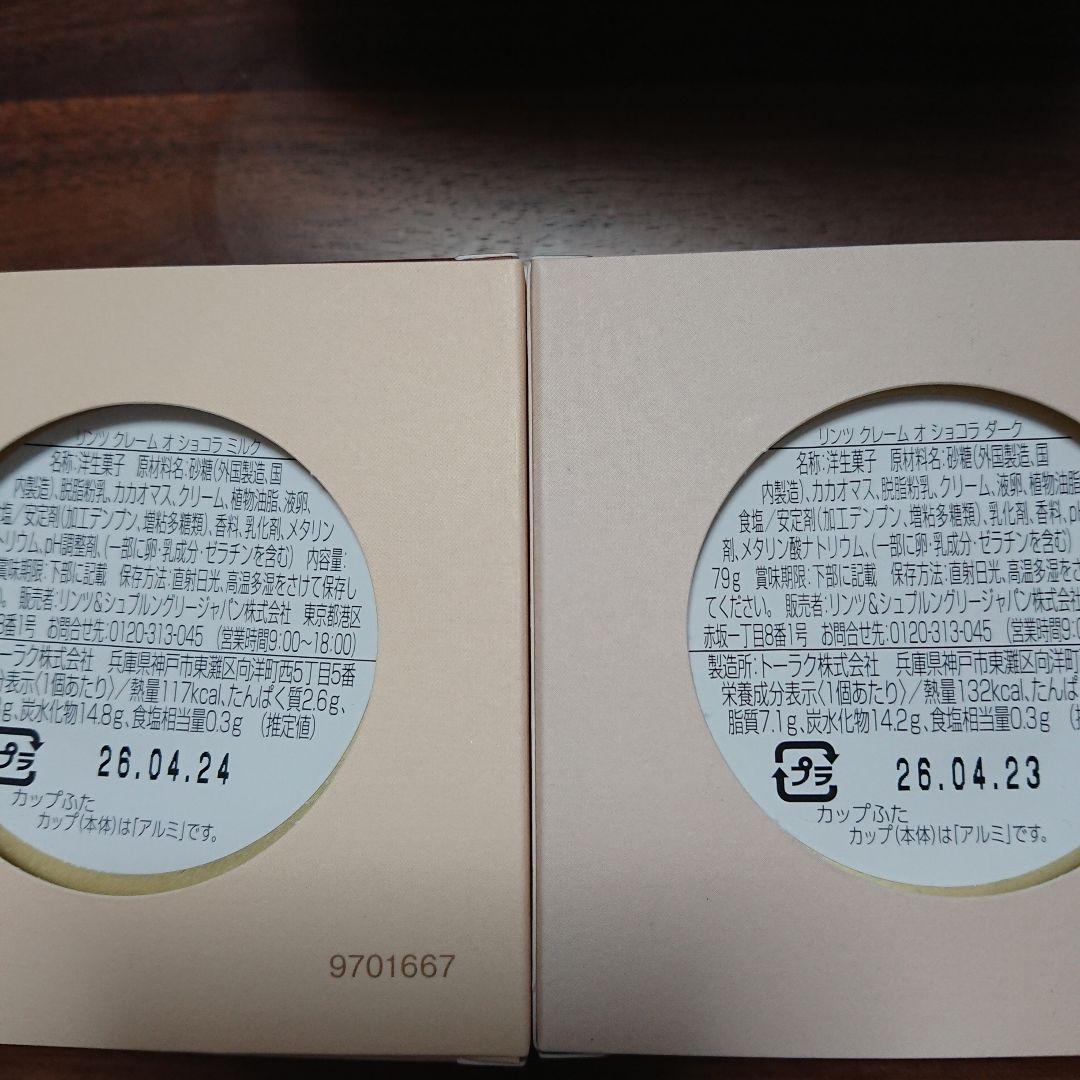 リンツ クレーム オ ショコラ ミルク
名称:洋生菓子 原材料名:砂糖(外国製造、国
内製造)、脱脂粉乳、カカオマス、クリーム、植物油脂、液卵、
塩/安定剤(加工デンプン、増粘多糖類)、香料、乳化剤、メタリン
トリウム、pH調整剤、(一部に卵・乳成分・ゼラチンを含む) 内容量:
賞味期限:下部に記載 保存方法:直射日光、高温多湿をさけて保存し
。 販売者:リンツ&シュプルングリージャパン株式会社 東京都港区
8番1号 お問合せ先:0120-313-045 (営業時間9:00~18:00)
トーラク株式会社 兵庫県神戸市東灘区向洋町西5丁目5番
分表示〈1個あたり〉/熱量117kcal、たんぱく質2.6g、
g、炭水化物14.8g、食塩相当量0.3g (推定値)
プラ
26.04.24
カップふた
カップ(本体)は「アルミ」です。
9701667
リンツ クレーム オ ショコラ ダーク
名称:洋生菓子 原材料名:砂糖(外国製造、国
内製造)、カカオマス、脱脂粉乳、クリーム、液卵、植物油脂
食塩/安定剤(加工デンプン、増粘多糖類)、乳化剤、香料、p
剤、メタリン酸ナトリウム、(一部に卵・乳成分・ゼラチンを含む)
79g 賞味期限:下部に記載 保存方法:直射日光、高温多湿をさ
てください。 販売者:リンツ&シュプルングリージャパン株式会社
赤坂一丁目8番1号 お問合せ先:0120-313-045 (営業時間9:0
製造所:トーラク株式会社 兵庫県神戸市東灘区向洋町
栄養成分表示〈1個あたり〉/熱量132kcal、たんぱ
脂質7.1g、炭水化物14.2g、食塩相当量0.3g (推
プラ
26.04.23
カップふた
カップ(本体)は「アルミ」です。